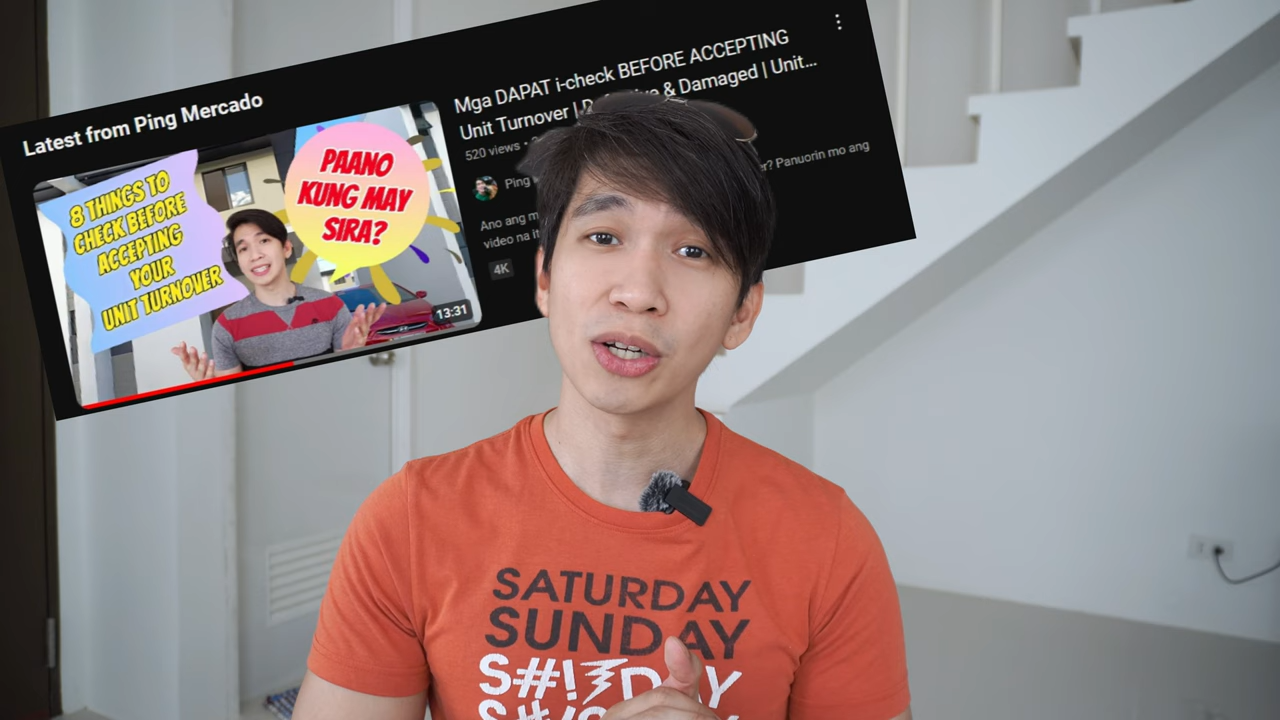 Latest from Ping Mercado
8 THINGS TO
CHECK BEFORE
ACCEPTING
YOUR
UNIT TURNOVER
PAANO
KUNG MAY
SIRA?
13:31
Mga DAPAT i-check BEFORE ACCEPTING
Unit Turnover | & Damaged | Unit...
520 views •
Ping
Panuorin mo ang
Ano ang
video na
4K
SATURDAY
SUNDAY
S#!⚡DAY